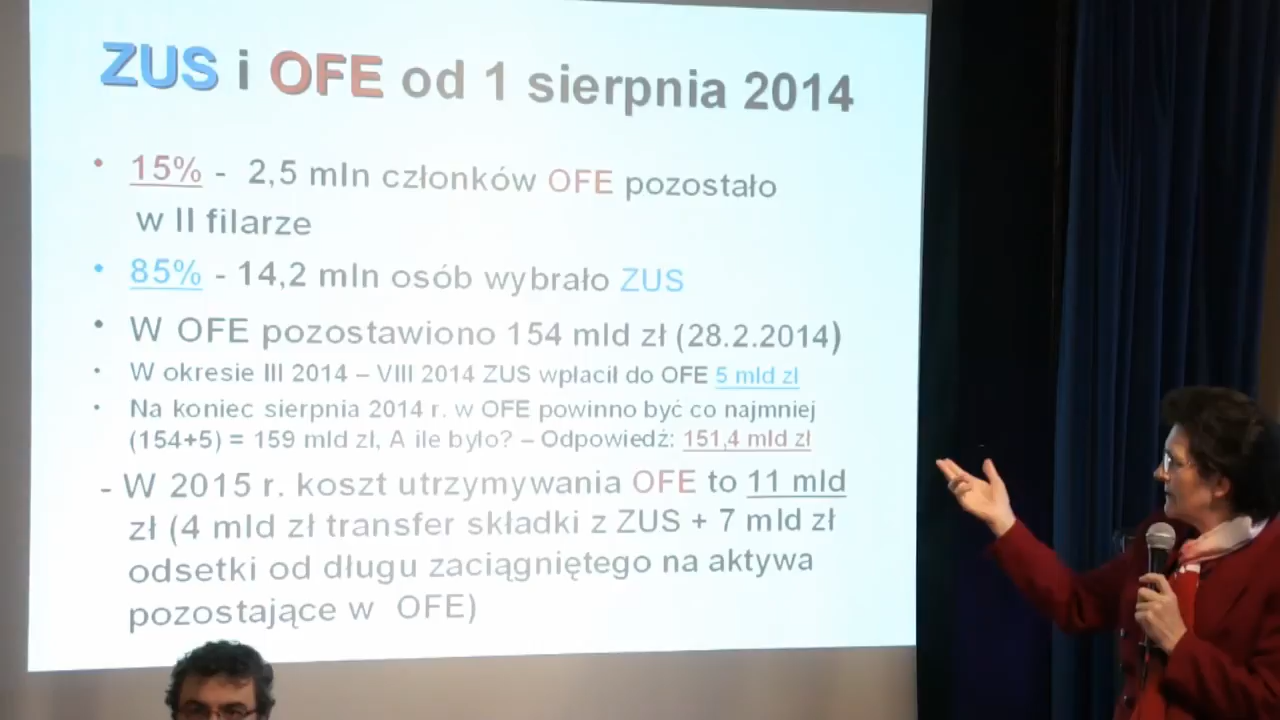 ZUS i OFE od 1 sierpnia 2014
• 15% - 2,5 mln członków OFE pozostało
w II filarze
• 85% - 14,2 mln osób wybrało ZUS
• W OFE pozostawiono 154 mld zł (28.2.2014)
• W okresie III 2014 – VIII 2014 ZUS wpłacił do OFE 5 mld zł
• Na koniec sierpnia 2014 r. w OFE powinno być co najmniej
(154+5) = 159 mld zł, A ile było? – Odpowiedź: 151,4 mld zł
- W 2015 r. koszt utrzymywania OFE to 11 mld
zł (4 mld zł transfer składki z ZUS + 7 mld zł
odsetki od długu zaciągniętego na aktywa
pozostające w OFE)